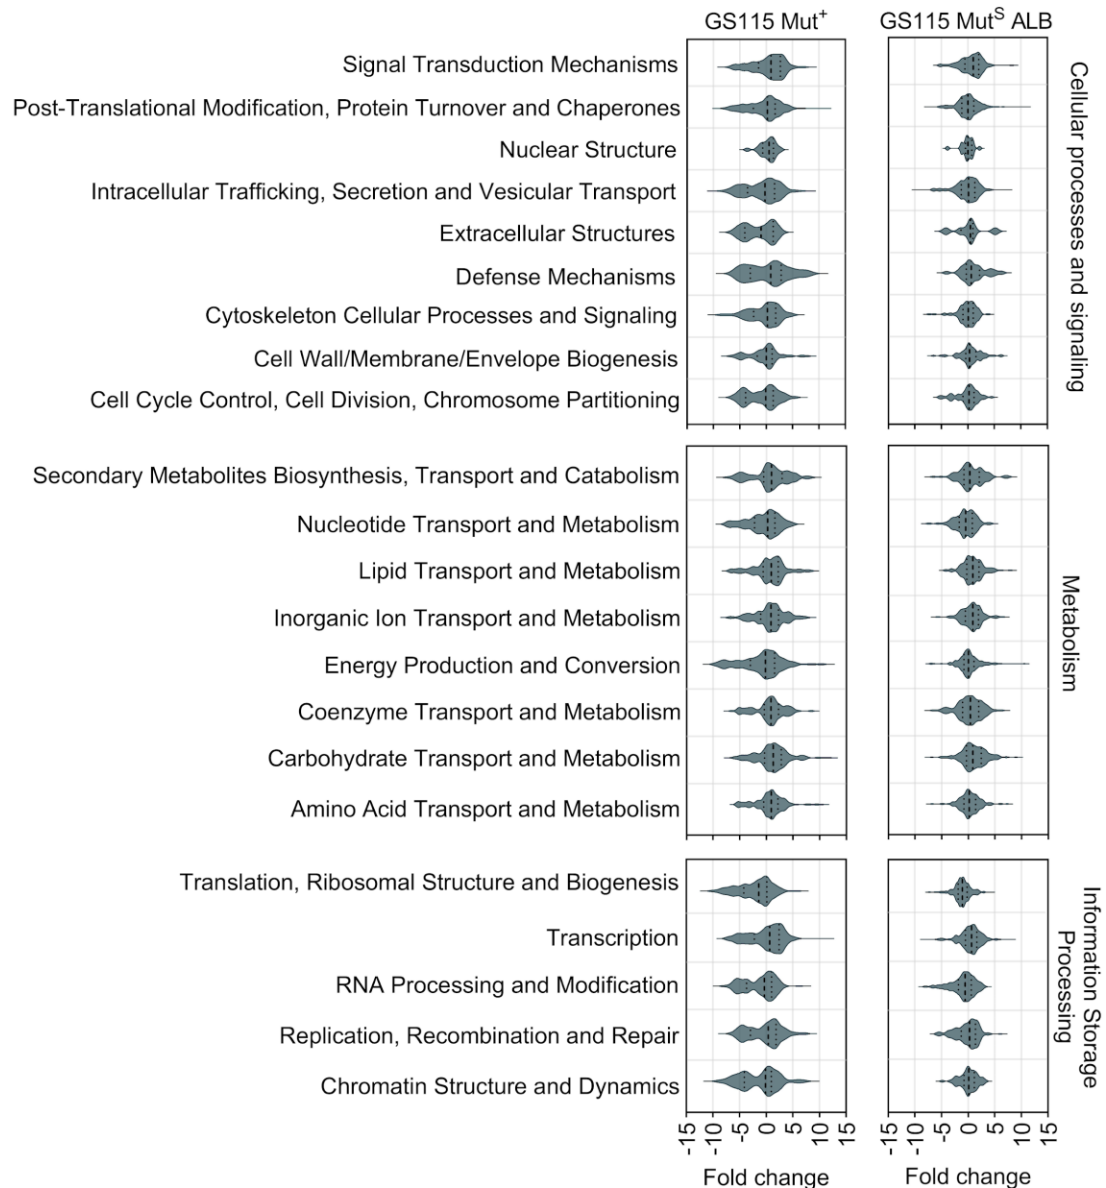 GS115 Mut+ GS115 MutS ALB
Signal Transduction Mechanisms
Post-Translational Modification, Protein Turnover and Chaperones
Nuclear Structure
Intracellular Trafficking, Secretion and Vesicular Transport
Extracellular Structures
Defense Mechanisms
Cytoskeleton Cellular Processes and Signaling
Cell Wall/Membrane/Envelope Biogenesis
Cell Cycle Control, Cell Division, Chromosome Partitioning
Cellular processes and signaling
Secondary Metabolites Biosynthesis, Transport and Catabolism
Nucleotide Transport and Metabolism
Lipid Transport and Metabolism
Inorganic Ion Transport and Metabolism
Energy Production and Conversion
Coenzyme Transport and Metabolism
Carbohydrate Transport and Metabolism
Amino Acid Transport and Metabolism
Metabolism
Translation, Ribosomal Structure and Biogenesis
Transcription
RNA Processing and Modification
Replication, Recombination and Repair
Chromatin Structure and Dynamics
Information Storage
Processing
-15 -10 -5 0 5 10 15 -15 -10 -5 0 5 10 15
Fold change Fold change